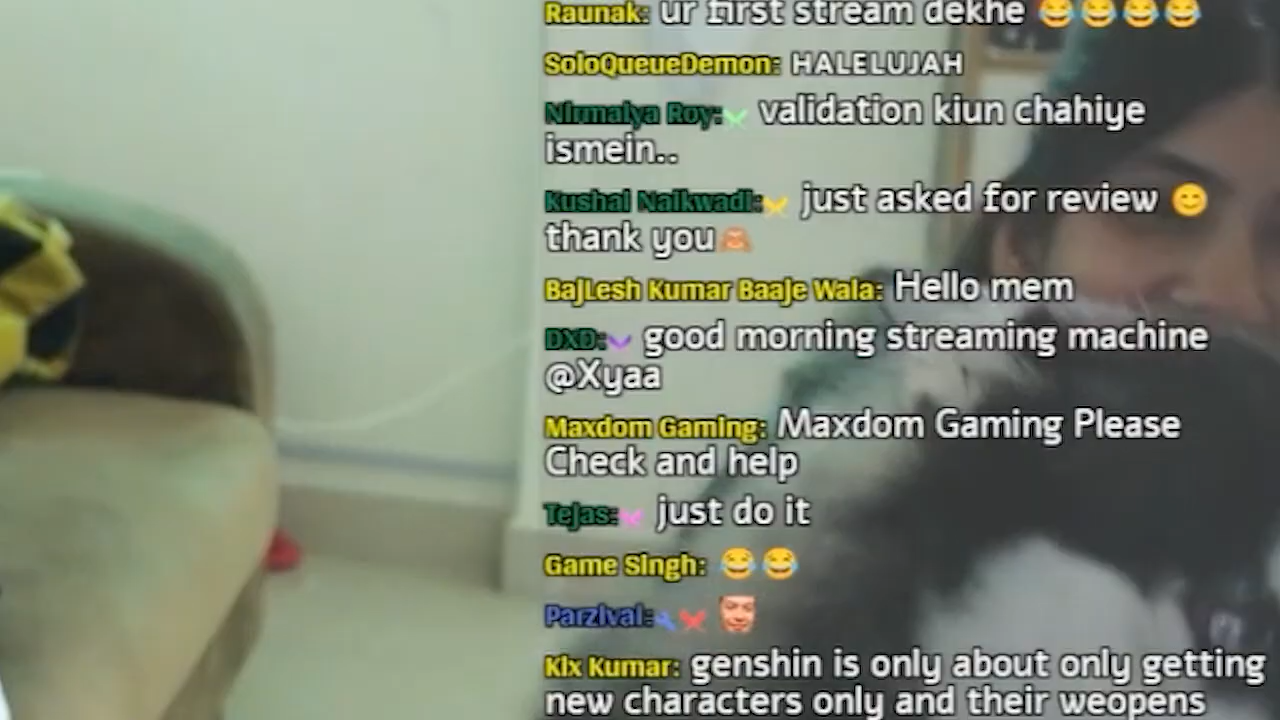 Raunak: ur first stream dekhe 😂😂😂😂
SoloQueueDemon: HALELUJAH
Nirmalya Roy: validation kiun chahiye
ismein..
Kushal Naikwadi: just asked for review 😊
thank you🙈
BajLesh Kumar Baaje Wala: Hello mem
DXD: good morning streaming machine
@Xyaa
Maxdom Gaming: Maxdom Gaming Please
Check and help
Tejas: just do it
Game Singh: 😂😂
Parzival:
Kix Kumar: genshin is only about only getting
new characters only and their weopens